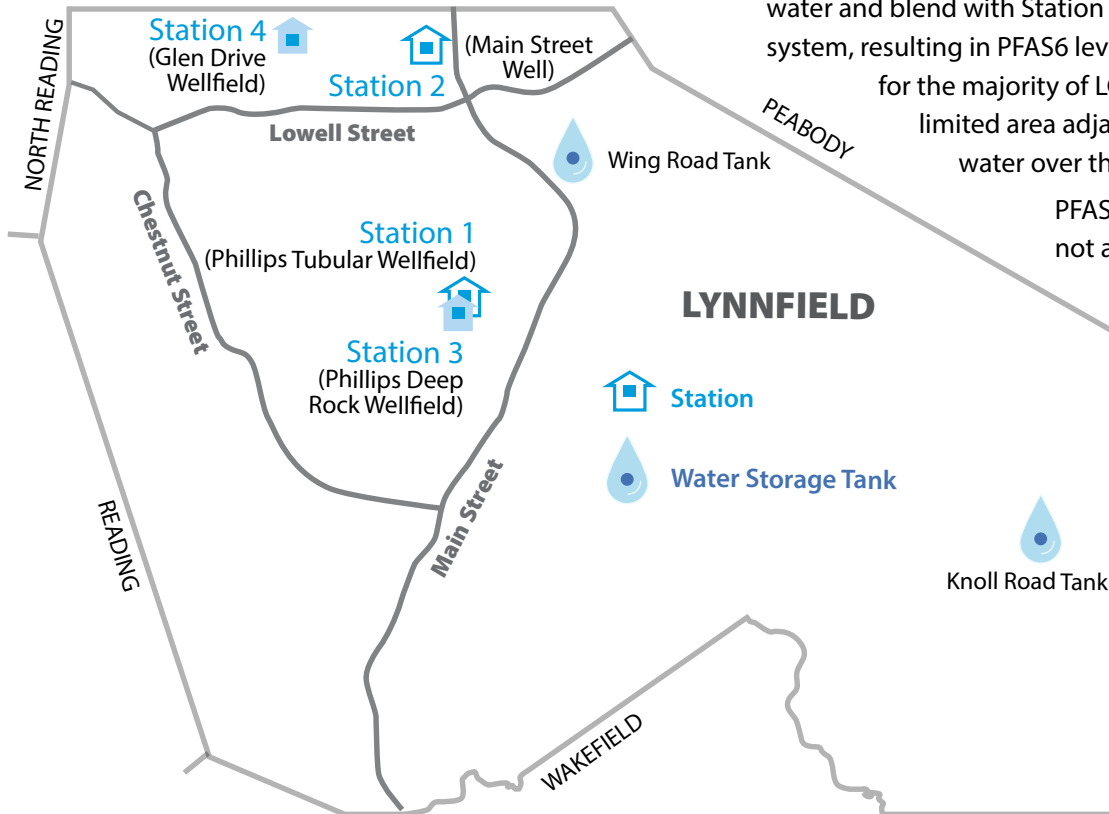 water and blend with Station
system, resulting in PFAS6 lev
for the majority of L
limited area adja
water over th
PFAS
not a
Station 4
(Glen Drive
Wellfield)
Station 2
(Main Street
Well)
NORTH READING
Lowell Street
PEABODY
Wing Road Tank
Chestnut Street
Station 1
(Phillips Tubular Wellfield)
LYNNFIELD
Station 3
(Phillips Deep
Rock Wellfield)
Station
Water Storage Tank
Main Street
READING
Knoll Road Tank
WAKEFIELD